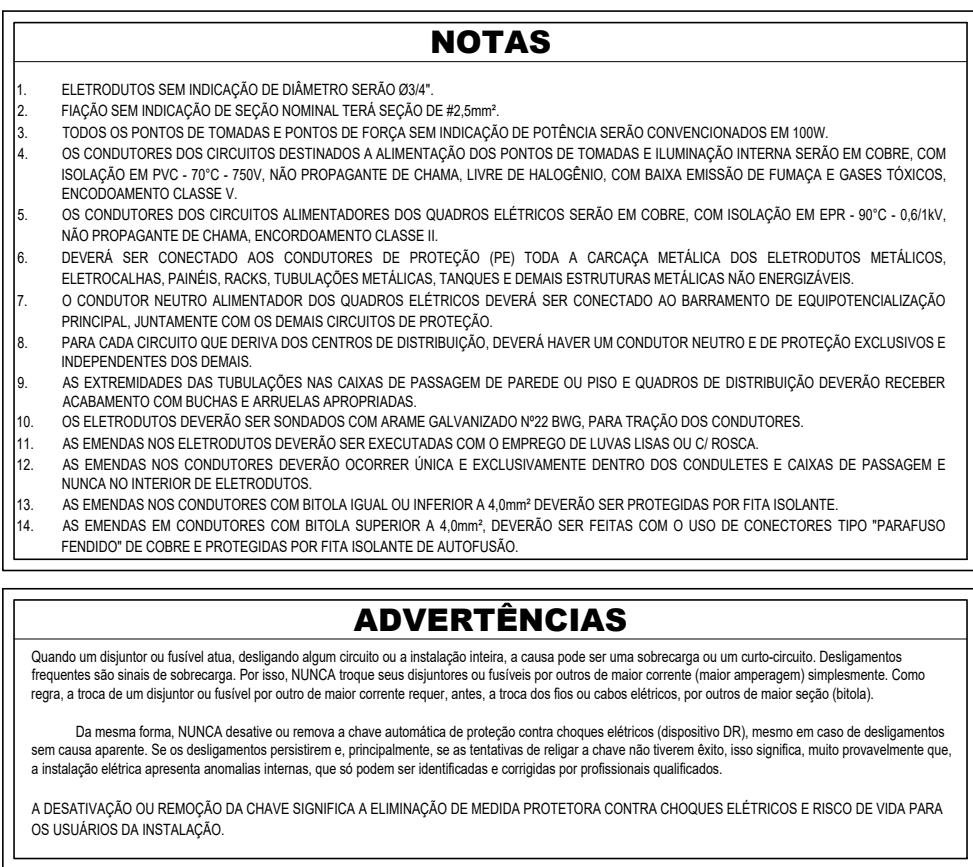 NOTAS
1. ELETRODUTOS SEM INDICAÇÃO DE DIÂMETRO SERÃO Ø3/4".
2. FIAÇÃO SEM INDICAÇÃO DE SEÇÃO NOMINAL TERÁ SEÇÃO DE #2,5mm².
3. TODOS OS PONTOS DE TOMADAS E PONTOS DE FORÇA SEM INDICAÇÃO DE POTÊNCIA SERÃO CONVENCIONADOS EM 100W.
4. OS CONDUTORES DOS CIRCUITOS DESTINADOS A ALIMENTAÇÃO DOS PONTOS DE TOMADAS E ILUMINAÇÃO INTERNA SERÃO EM COBRE, COM
ISOLAÇÃO EM PVC - 70°C - 750V, NÃO PROPAGANTE DE CHAMA, LIVRE DE HALOGÊNIO, COM BAIXA EMISSÃO DE FUMAÇA E GASES TÓXICOS,
ENCODOAMENTO CLASSE V.
5. OS CONDUTORES DOS CIRCUITOS ALIMENTADORES DOS QUADROS ELÉTRICOS SERÃO EM COBRE, COM ISOLAÇÃO EM EPR - 90°C - 0,6/1kV,
NÃO PROPAGANTE DE CHAMA, ENCORDOAMENTO CLASSE II.
6. DEVERÁ SER CONECTADO AOS CONDUTORES DE PROTEÇÃO (PE) TODA A CARCAÇA METÁLICA DOS ELETRODUTOS METÁLICOS,
ELETROCALHAS, PAINÉIS, RACKS, TUBULAÇÕES METÁLICAS, TANQUES E DEMAIS ESTRUTURAS METÁLICAS NÃO ENERGIZÁVEIS.
7. O CONDUTOR NEUTRO ALIMENTADOR DOS QUADROS ELÉTRICOS DEVERÁ SER CONECTADO AO BARRAMENTO DE EQUIPOTENCIALIZAÇÃO
PRINCIPAL, JUNTAMENTE COM OS DEMAIS CIRCUITOS DE PROTEÇÃO.
8. PARA CADA CIRCUITO QUE DERIVA DOS CENTROS DE DISTRIBUIÇÃO, DEVERÁ HAVER UM CONDUTOR NEUTRO E DE PROTEÇÃO EXCLUSIVOS E
INDEPENDENTES DOS DEMAIS.
9. AS EXTREMIDADES DAS TUBULAÇÕES NAS CAIXAS DE PASSAGEM DE PAREDE OU PISO E QUADROS DE DISTRIBUIÇÃO DEVERÃO RECEBER
ACABAMENTO COM BUCHAS E ARRUELAS APROPRIADAS.
10. OS ELETRODUTOS DEVERÃO SER SONDADOS COM ARAME GALVANIZADO Nº22 BWG, PARA TRAÇÃO DOS CONDUTORES.
11. AS EMENDAS NOS ELETRODUTOS DEVERÃO SER EXECUTADAS COM O EMPREGO DE LUVAS LISAS OU C/ ROSCA.
12. AS EMENDAS NOS CONDUTORES DEVERÃO OCORRER ÚNICA E EXCLUSIVAMENTE DENTRO DOS CONDULETES E CAIXAS DE PASSAGEM E
NUNCA NO INTERIOR DE ELETRODUTOS.
13. AS EMENDAS NOS CONDUTORES COM BITOLA IGUAL OU INFERIOR A 4,0mm² DEVERÃO SER PROTEGIDAS POR FITA ISOLANTE.
14. AS EMENDAS EM CONDUTORES COM BITOLA SUPERIOR A 4,0mm², DEVERÃO SER FEITAS COM O USO DE CONECTORES TIPO "PARAFUSO
FENDIDO" DE COBRE E PROTEGIDAS POR FITA ISOLANTE DE AUTOFUSÃO.
ADVERTÊNCIAS
Quando um disjuntor ou fusível atua, desligando algum circuito ou a instalação inteira, a causa pode ser uma sobrecarga ou um curto-circuito. Desligamentos
frequentes são sinais de sobrecarga. Por isso, NUNCA troque seus disjuntores ou fusíveis por outros de maior corrente (maior amperagem) simplesmente. Como
regra, a troca de um disjuntor ou fusível por outro de maior corrente requer, antes, a troca dos fios ou cabos elétricos, por outros de maior seção (bitola).
Da mesma forma, NUNCA desative ou remova a chave automática de proteção contra choques elétricos (dispositivo DR), mesmo em caso de desligamentos
sem causa aparente. Se os desligamentos persistirem e, principalmente, se as tentativas de religar a chave não tiverem êxito, isso significa, muito provavelmente que,
a instalação elétrica apresenta anomalias internas, que só podem ser identificadas e corrigidas por profissionais qualificados.
A DESATIVAÇÃO OU REMOÇÃO DA CHAVE SIGNIFICA A ELIMINAÇÃO DE MEDIDA PROTETORA CONTRA CHOQUES ELÉTRICOS E RISCO DE VIDA PARA
OS USUÁRIOS DA INSTALAÇÃO.